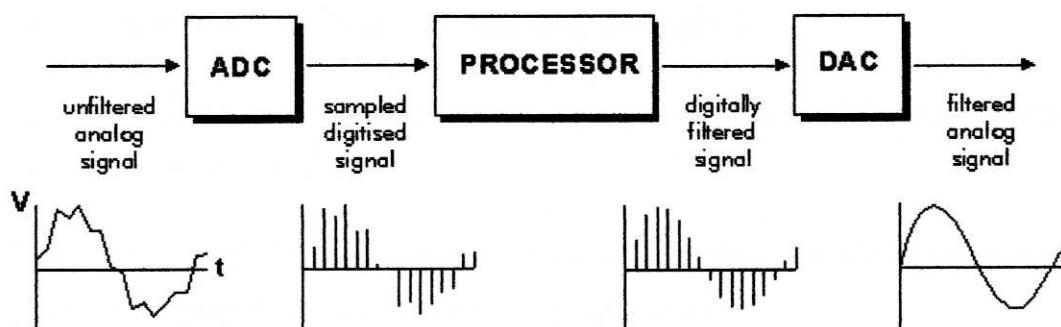 ADC
PROCESSOR
DAC
unfiltered
analog
signal
sampled
digitised
signal
digitally
filtered
signal
filtered
analog
signal
V
t